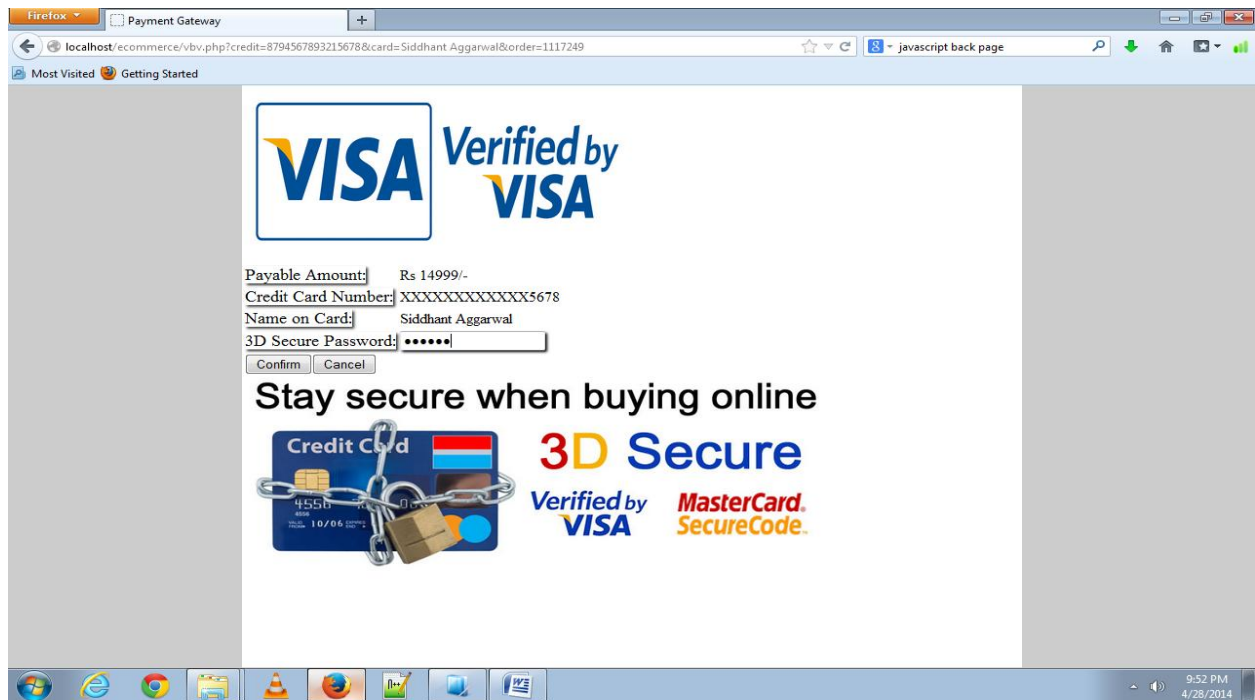 Firefox
Payment Gateway
localhost/ecommerce/vbv.php?credit=8794567893215678&card=Siddhant Aggarwal&order=1117249
javascript back page
Most Visited
Getting Started
VISA
Verified by
VISA
Payable Amount: Rs 14999/-
Credit Card Number: XXXXXXXXXXXX5678
Name on Card: Siddhant Aggarwal
3D Secure Password: ••••••
Confirm Cancel
Stay secure when buying online
Credit Card
3D Secure
4556
4556
10/06
Verified by
VISA
MasterCard.
SecureCode
9:52 PM
4/28/2014